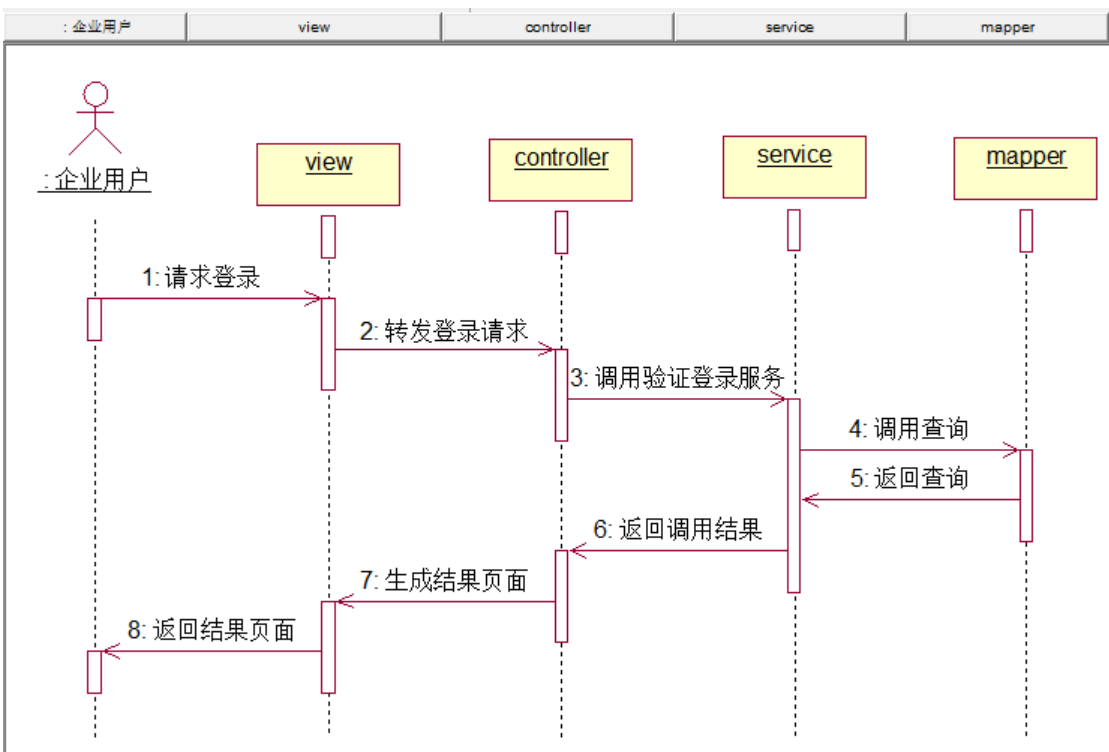 : 企业用户 view controller service mapper
view controller service mapper
: 企业用户
1: 请求登录
2: 转发登录请求
3: 调用验证登录服务
4: 调用查询
5: 返回查询
6: 返回调用结果
7: 生成结果页面
8: 返回结果页面